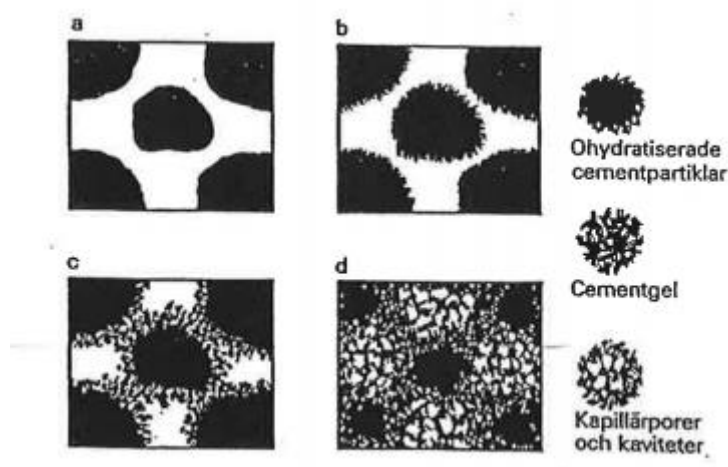 a
b
Ohydratiserade
cementpartiklar
Cementgel
c
d
Kapillärporer
och kaviteter